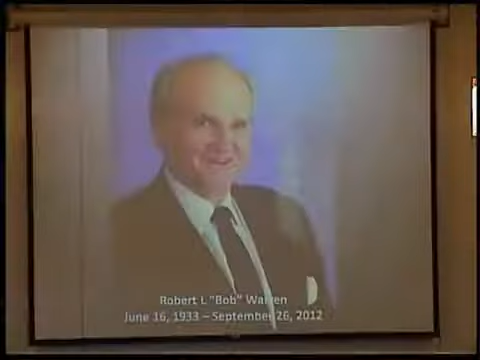 Robert L "Bob" Warren
June 16, 1933 – September 26, 2012